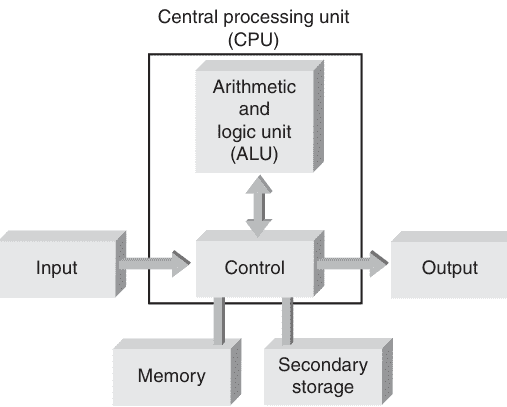 Central processing unit
(CPU)
Arithmetic
and
logic unit
(ALU)
Input
Control
Output
Memory
Secondary
storage